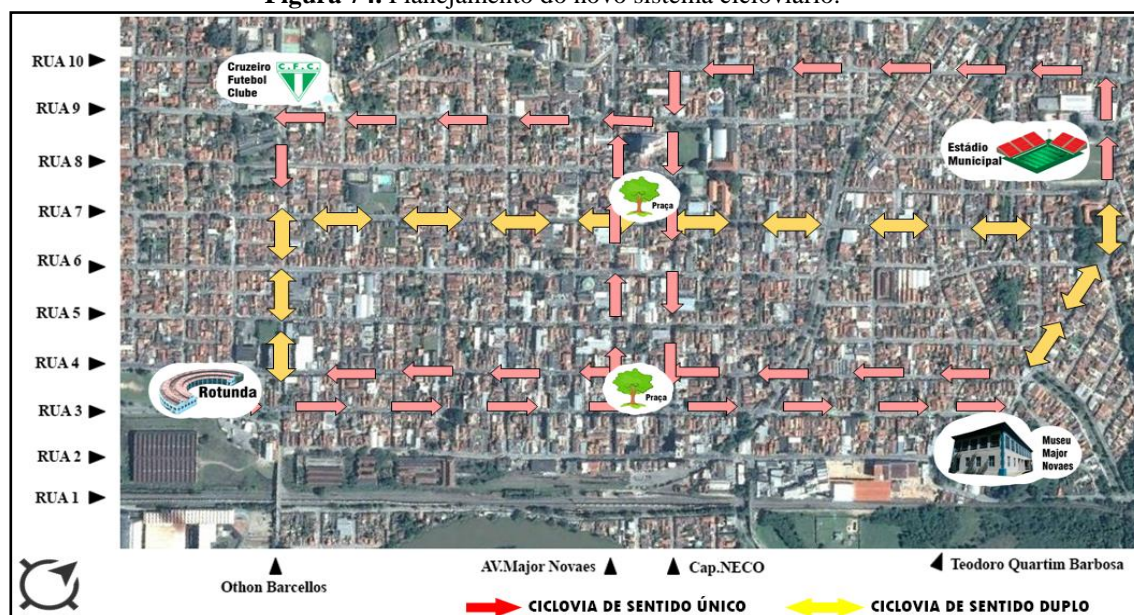 Figura 74. Planejamento do novo sistema cicloviário.
RUA 10
Cruzeiro
Futebol
Clube
C.F.C.
RUA 9
RUA 8
Estádio
Municipal
RUA 7
Praça
RUA 6
RUA 5
RUA 4
Rotunda
Praça
RUA 3
Museu
Major
Novaes
RUA 2
RUA 1
Othon Barcellos
AV.Major Novaes
Cap.NECO
Teodoro Quartim Barbosa
CICLOVIA DE SENTIDO ÚNICO
CICLOVIA DE SENTIDO DUPLO